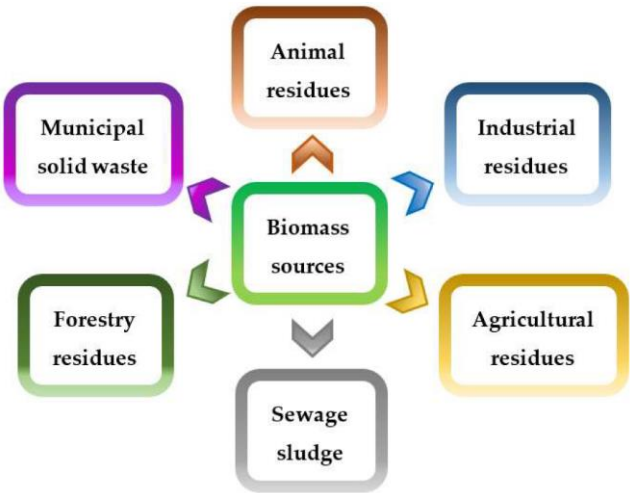 Animal
residues
Municipal
solid waste
Industrial
residues
Biomass
sources
Forestry
residues
Agricultural
residues
Sewage
sludge